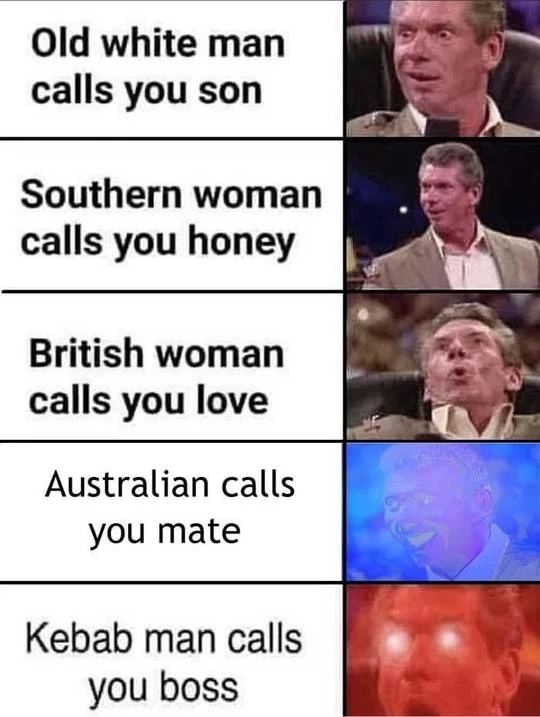 Old white man
calls you son
Southern woman
calls you honey
British woman
calls you love
Australian calls
you mate
Kebab man calls
you boss